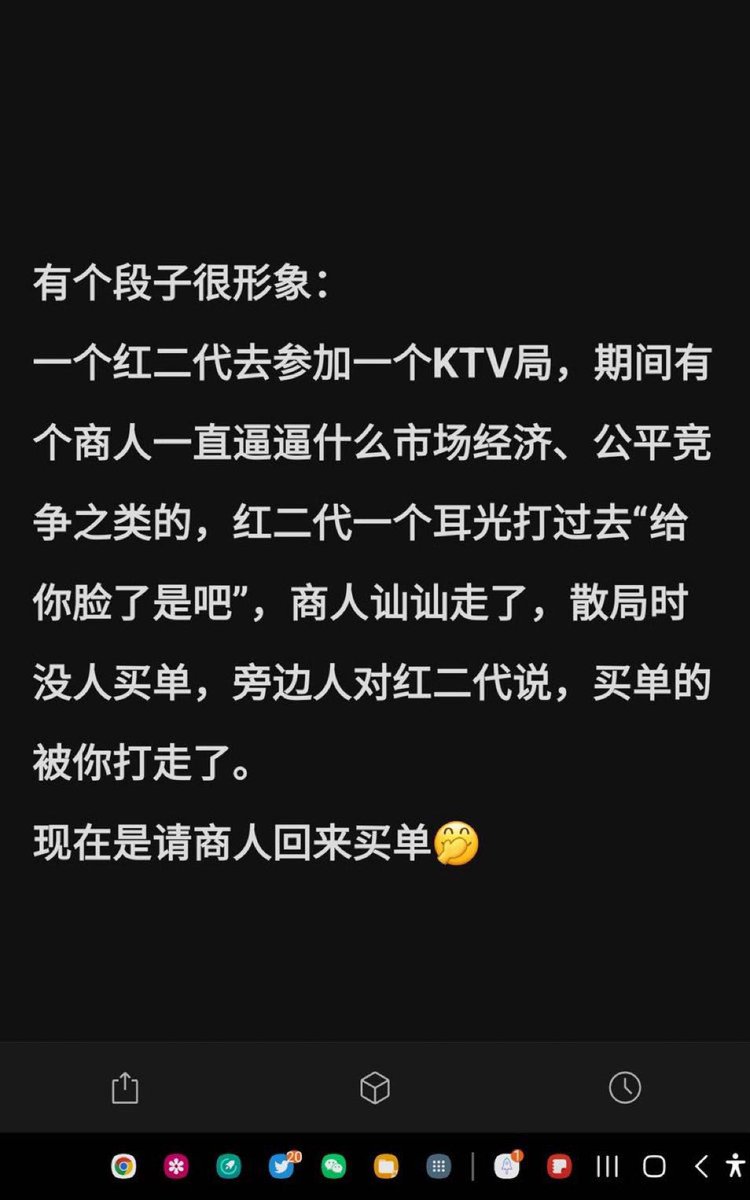 有个段子很形象：
一个红二代去参加一个KTV局，期间有
个商人一直逼逼什么市场经济、公平竞
争之类的，红二代一个耳光打过去“给
你脸了是吧”，商人讪讪走了，散局时
没人买单，旁边人对红二代说，买单的
被你打走了。
现在是请商人回来买单🤭
20
1